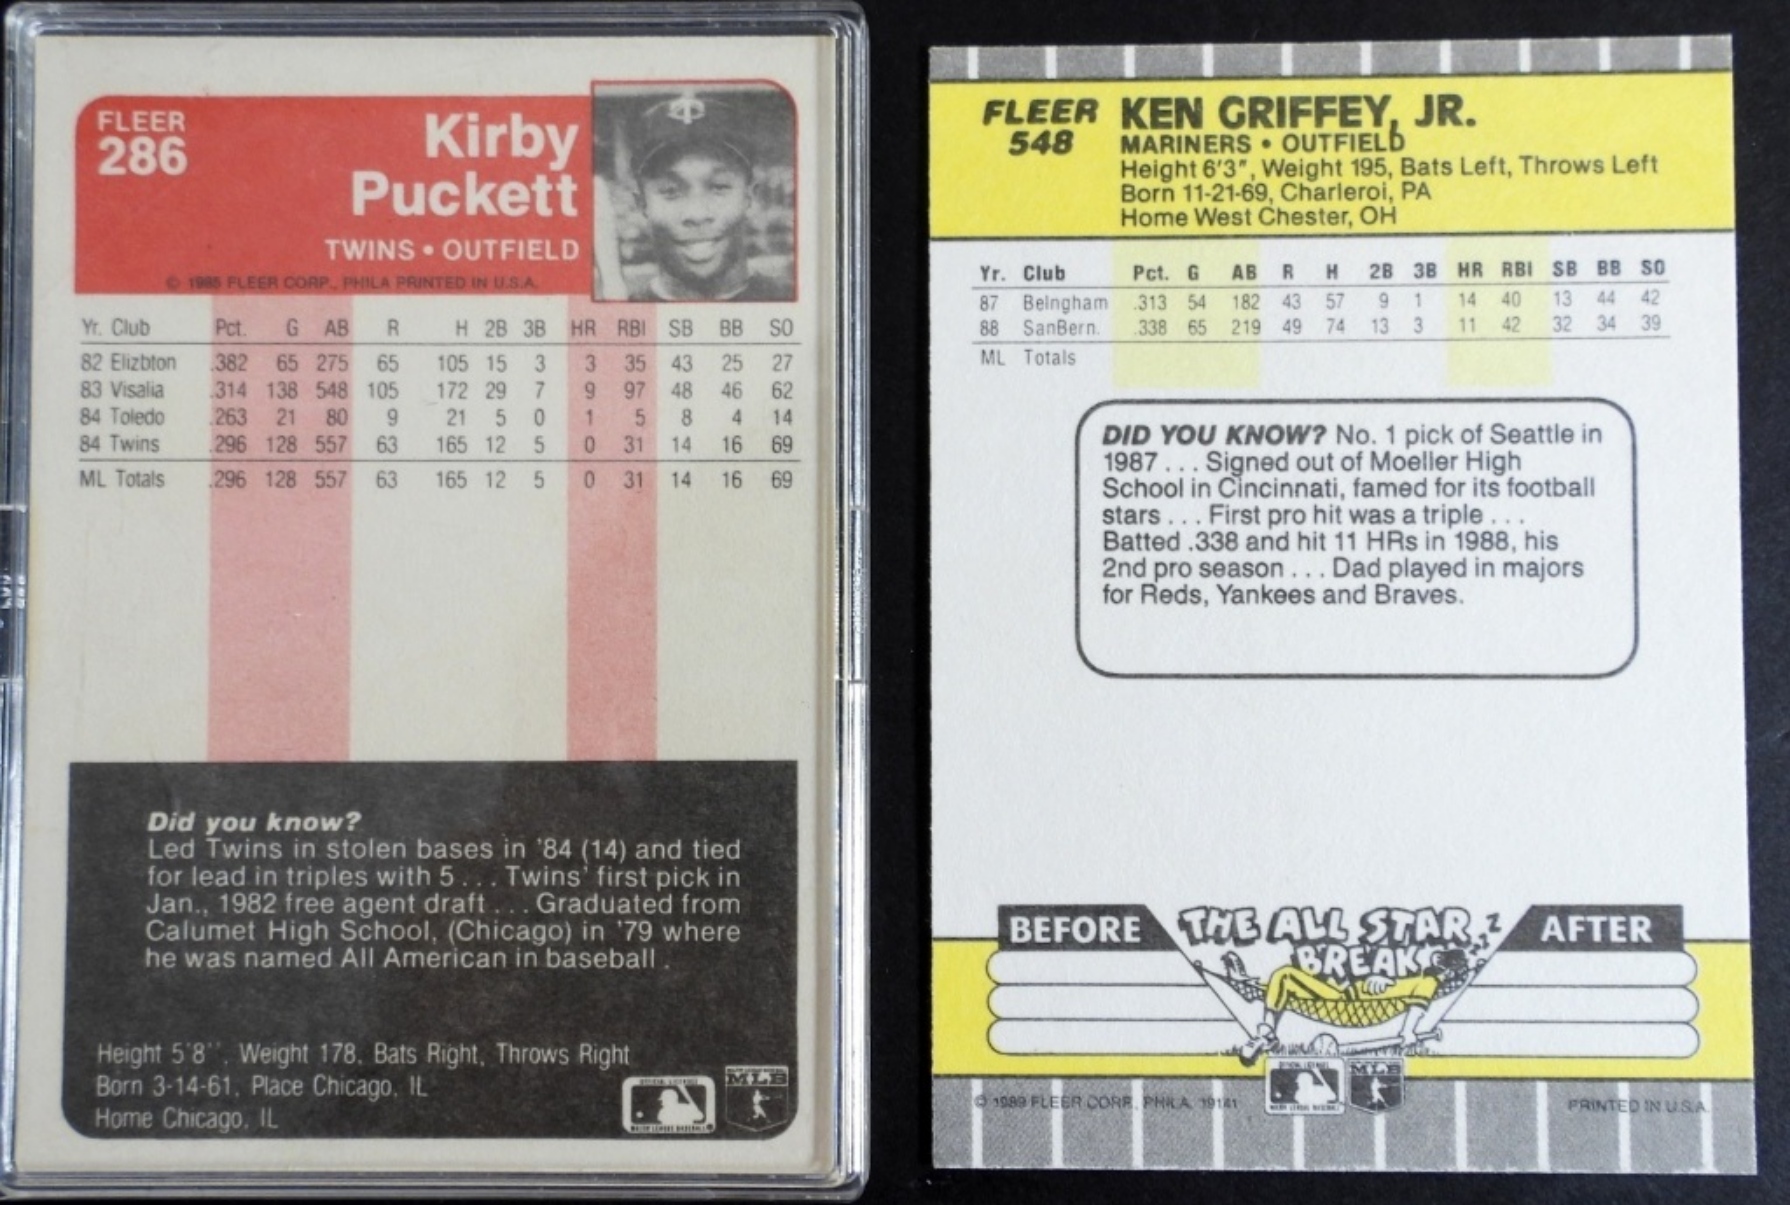 FLEER
286
Kirby
Puckett
TWINS • OUTFIELD
© 1985 FLEER CORP., PHILA PRINTED IN U.S.A.
Yr. Club Pct. G AB R H 2B 3B HR RBI SB BB SO
82 Elizbton .382 65 275 65 105 15 3 3 35 43 25 27
83 Visalia .314 138 548 105 172 29 7 9 97 48 46 62
84 Toledo .263 21 80 9 21 5 0 1 5 8 4 14
84 Twins .296 128 557 63 165 12 5 0 31 14 16 69
ML Totals .296 128 557 63 165 12 5 0 31 14 16 69
Did you know?
Led Twins in stolen bases in '84 (14) and tied
for lead in triples with 5 . . . Twins' first pick in
Jan., 1982 free agent draft . . . Graduated from
Calumet High School, (Chicago) in '79 where
he was named All American in baseball .
Height 5'8'', Weight 178, Bats Right, Throws Right
Born 3-14-61, Place Chicago, IL
Home Chicago, IL
MLB
FLEER
548
KEN GRIFFEY, JR.
MARINERS • OUTFIELD
Height 6'3", Weight 195, Bats Left, Throws Left
Born 11-21-69, Charleroi, PA
Home West Chester, OH
Yr. Club Pct. G AB R H 2B 3B HR RBI SB BB SO
87 Belngham .313 54 182 43 57 9 1 14 40 13 44 42
88 SanBern. .338 65 219 49 74 13 3 11 42 32 34 39
ML Totals
DID YOU KNOW? No. 1 pick of Seattle in
1987 . . . Signed out of Moeller High
School in Cincinnati, famed for its football
stars . . . First pro hit was a triple . . .
Batted .338 and hit 11 HRs in 1988, his
2nd pro season . . . Dad played in majors
for Reds, Yankees and Braves.
BEFORE
THE ALL STAR
BREAK
AFTER
MLB
© 1989 FLEER CORP., PHILA. 19141
PRINTED IN U.S.A.